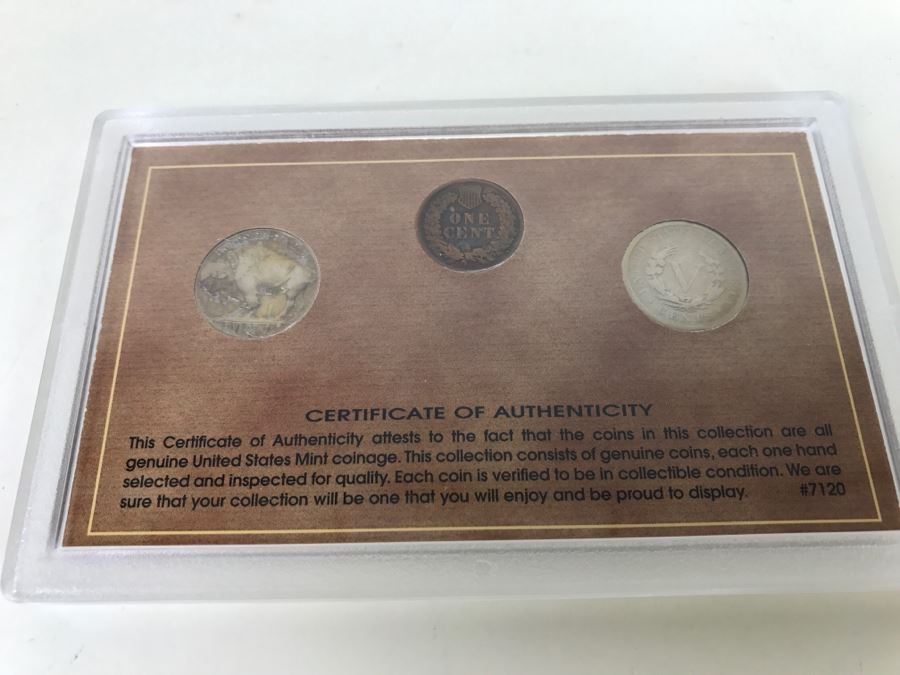 ONE
CENT
V
CERTIFICATE OF AUTHENTICITY
This Certificate of Authenticity attests to the fact that the coins in this collection are all
genuine United States Mint coinage. This collection consists of genuine coins, each one hand
selected and inspected for quality. Each coin is verified to be in collectible condition. We are
sure that your collection will be one that you will enjoy and be proud to display. #7120